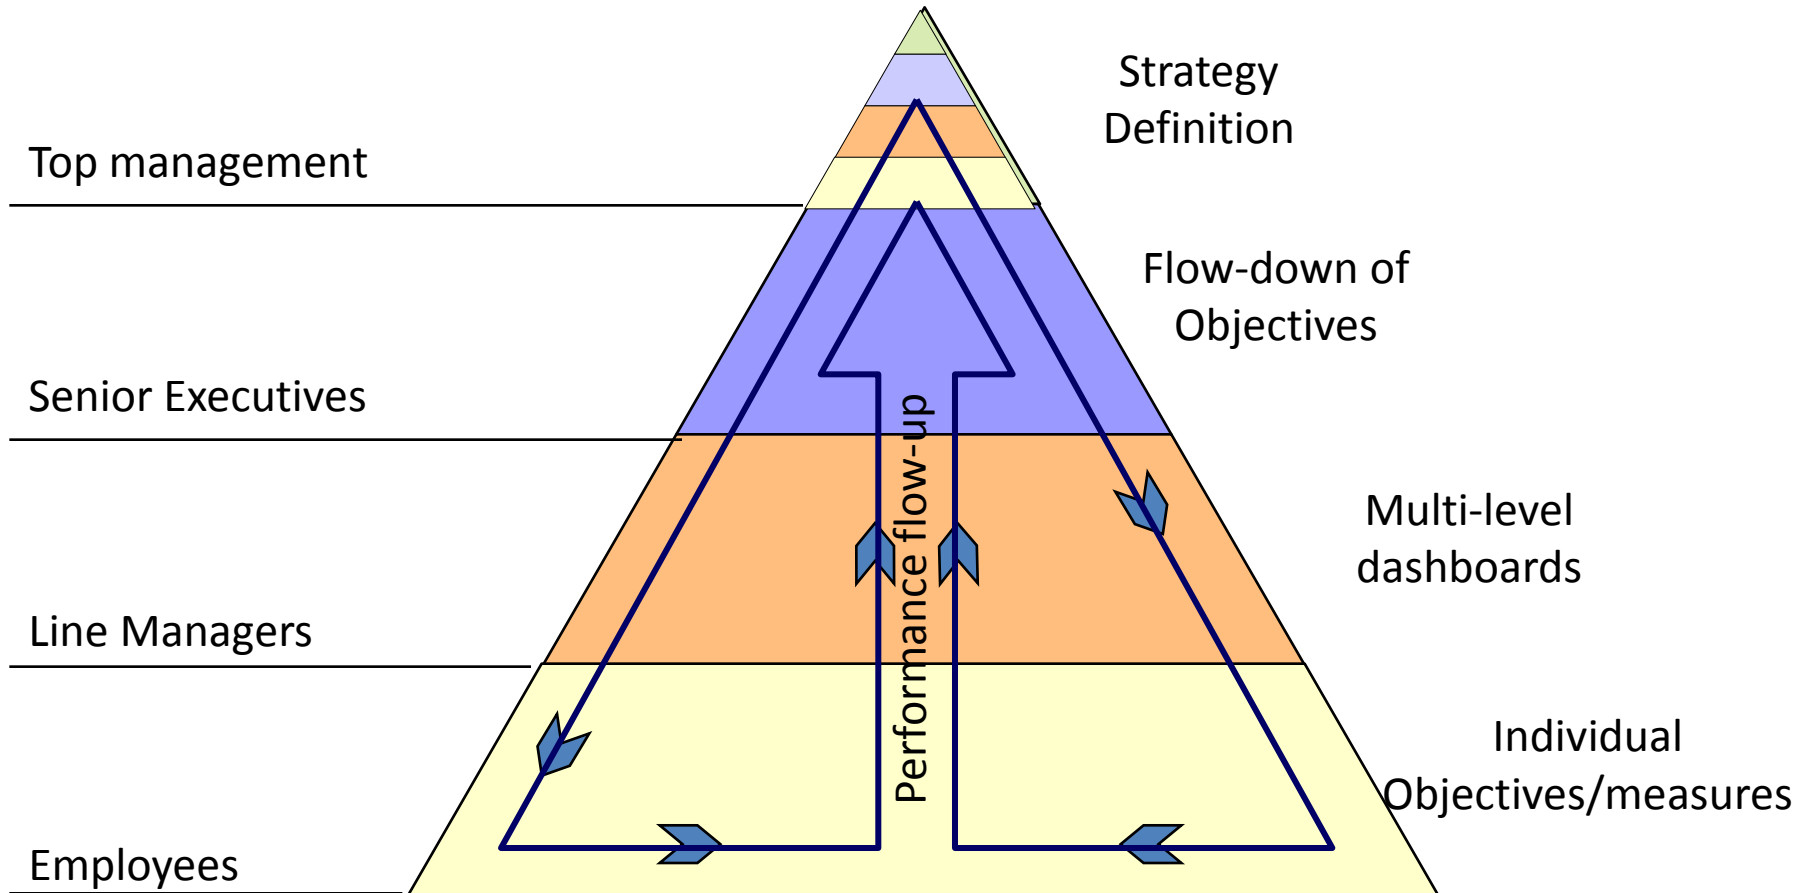 Strategy
Definition
Top management
Flow-down of
Objectives
Senior Executives
Performance flow-up
Multi-level
dashboards
Line Managers
Individual
Objectives/measures
Employees